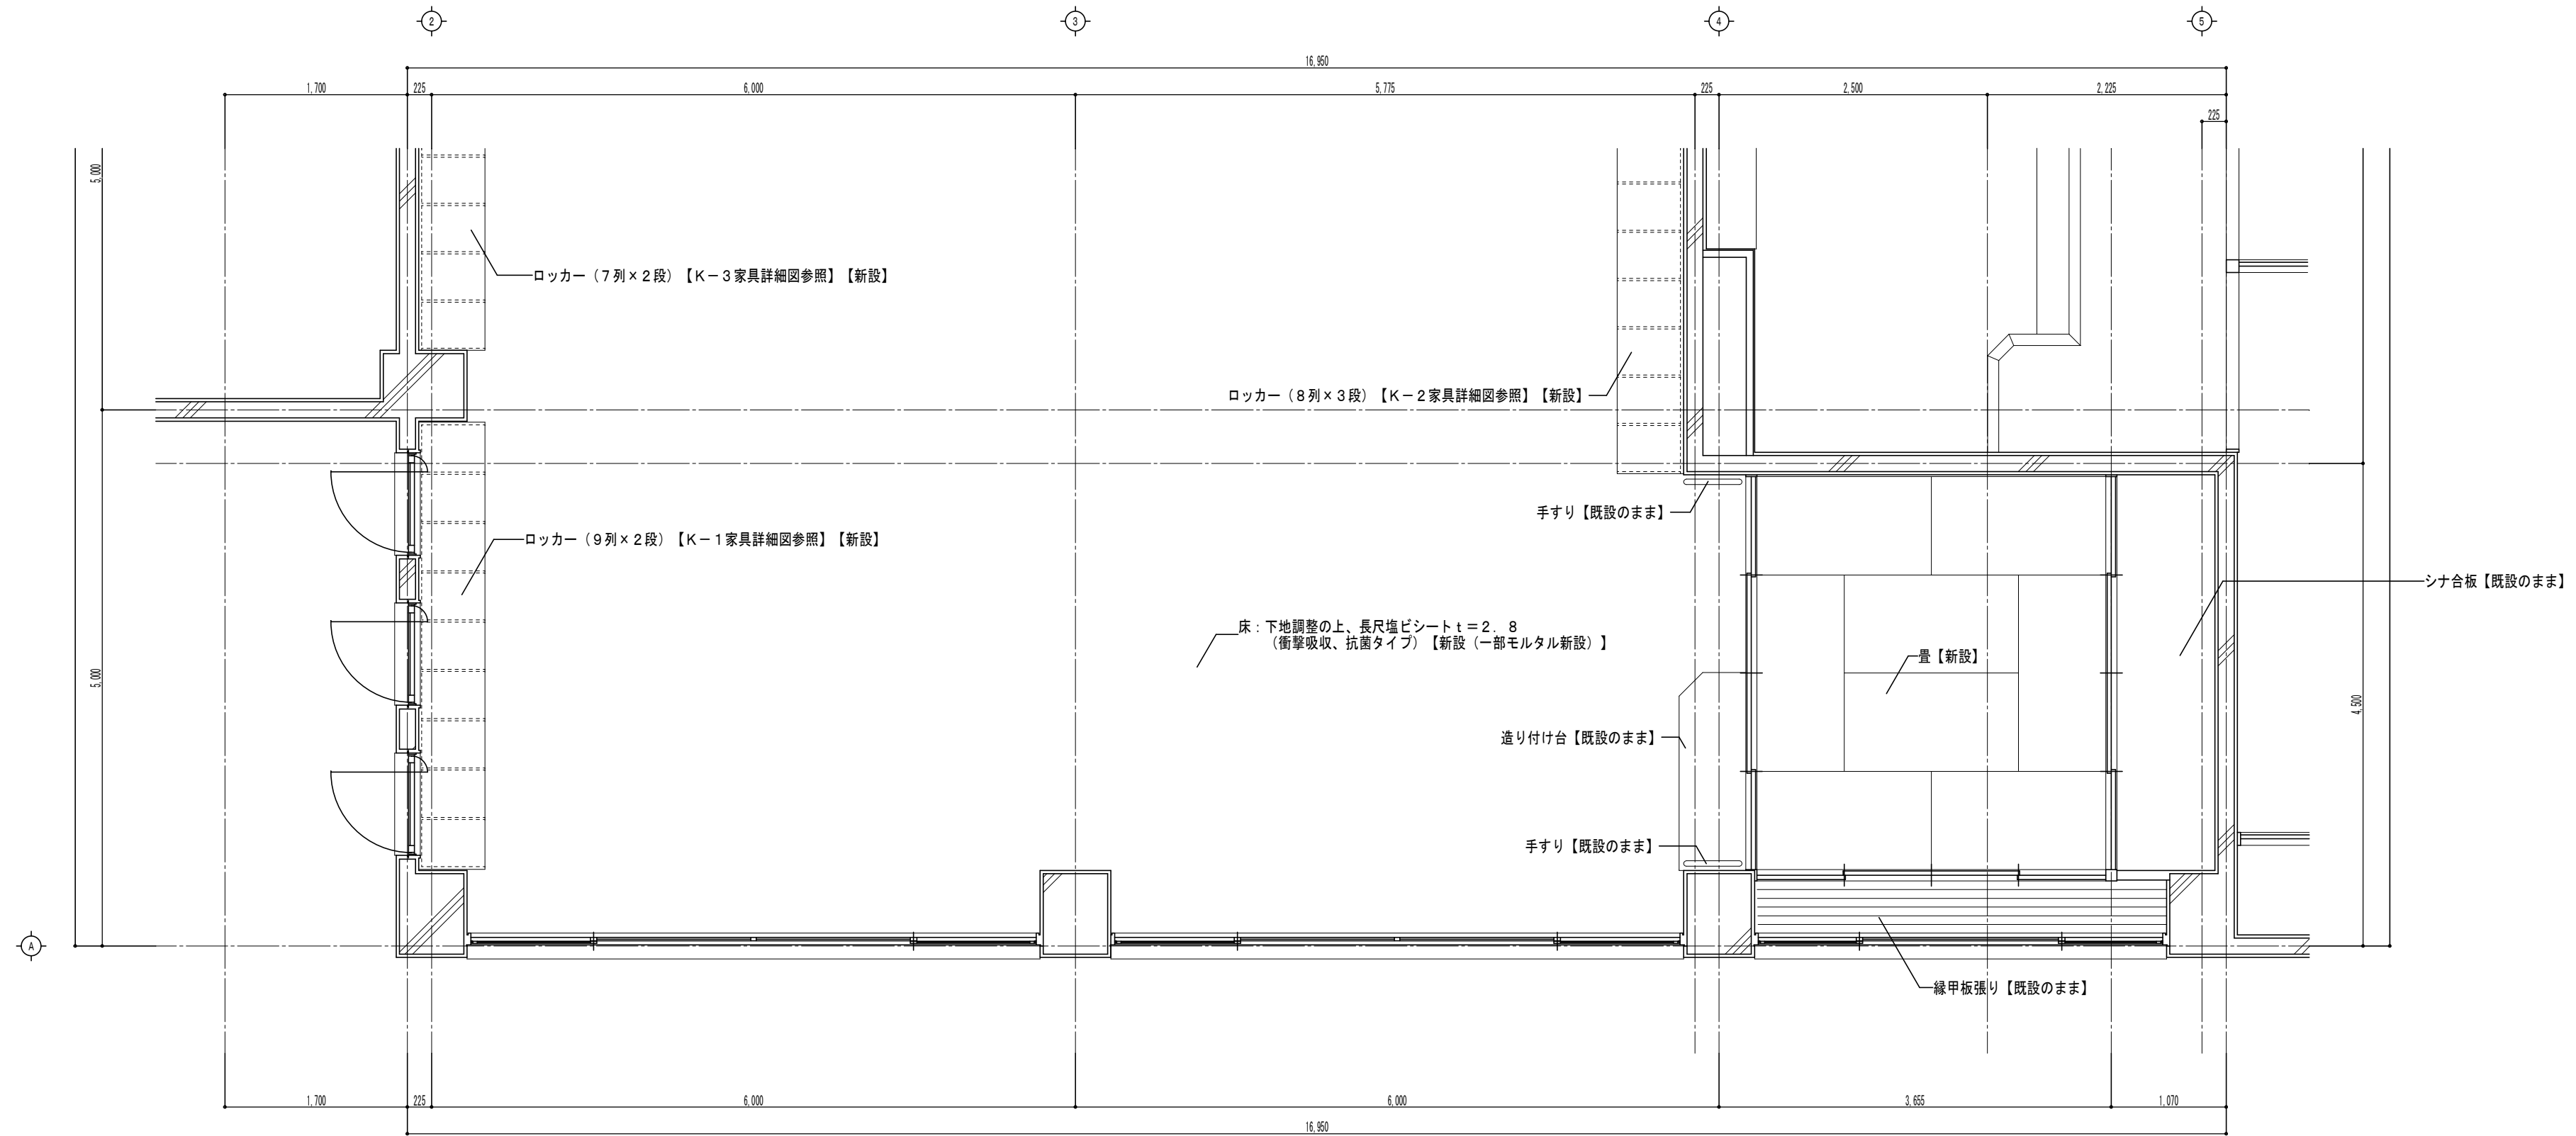 2
3
4
5
16,950
1,700
225
6,000
5,775
225
2,500
2,225
225
5,000
ロッカー（７列×２段）【Ｋ－３家具詳細図参照】【新設】
ロッカー（８列×３段）【Ｋ－２家具詳細図参照】【新設】
手すり【既設のまま】
ロッカー（９列×２段）【Ｋ－１家具詳細図参照】【新設】
シナ合板【既設のまま】
床：下地調整の上、長尺塩ビシートｔ＝２．８
（衝撃吸収、抗菌タイプ）【新設（一部モルタル新設）】
畳【新設】
5,000
4,500
造り付け台【既設のまま】
手すり【既設のまま】
A
縁甲板張り【既設のまま】
1,700
225
6,000
6,000
3,655
1,070
16,950